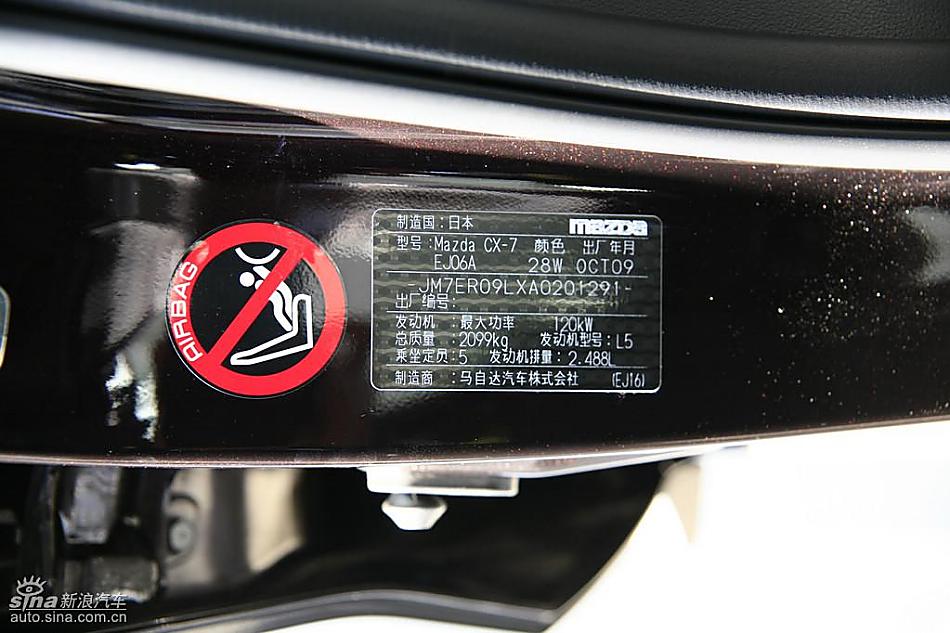 AIRBAG
制造国:日本 mazda
型号:Mazda CX-7 颜色 出厂年月
EJ06A 28W OCT09
-JM7ER09LXA0201291-
出厂编号:
发动机 :最大功率 120kW
总质量 :2099kg 发动机型号:L5
乘坐定员:5 发动机排量:2.488L
制造商 :马自达汽车株式会社 (EJ16)
sina新浪汽车
auto.sina.com.cn